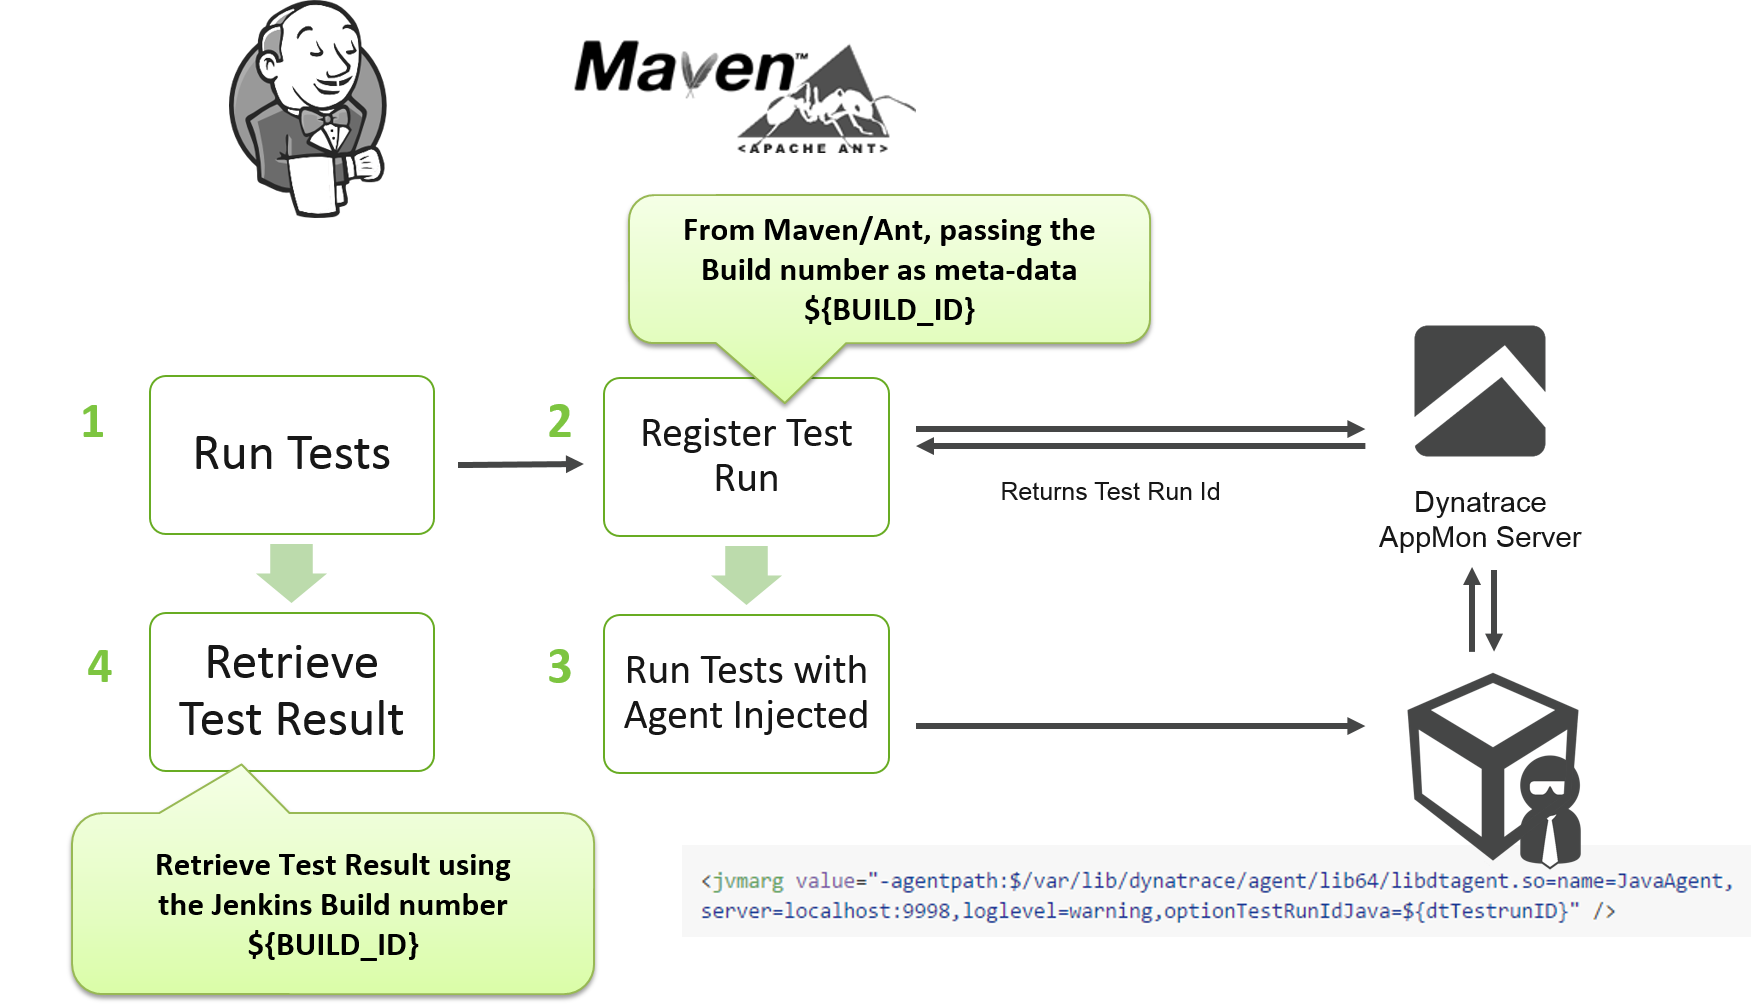 Maven™
<APACHE ANT>
From Maven/Ant, passing the
Build number as meta-data
${BUILD_ID}
1
Run Tests
2
Register Test
Run
Returns Test Run Id
Dynatrace
AppMon Server
4
Retrieve
Test Result
3
Run Tests with
Agent Injected
Retrieve Test Result using
the Jenkins Build number
${BUILD_ID}
<jvmarg value="-agentpath:$/var/lib/dynatrace/agent/lib64/libdtagent.so=name=JavaAgent,
server=localhost:9998,loglevel=warning,optionTestRunIdJava=${dtTestrunID}" />